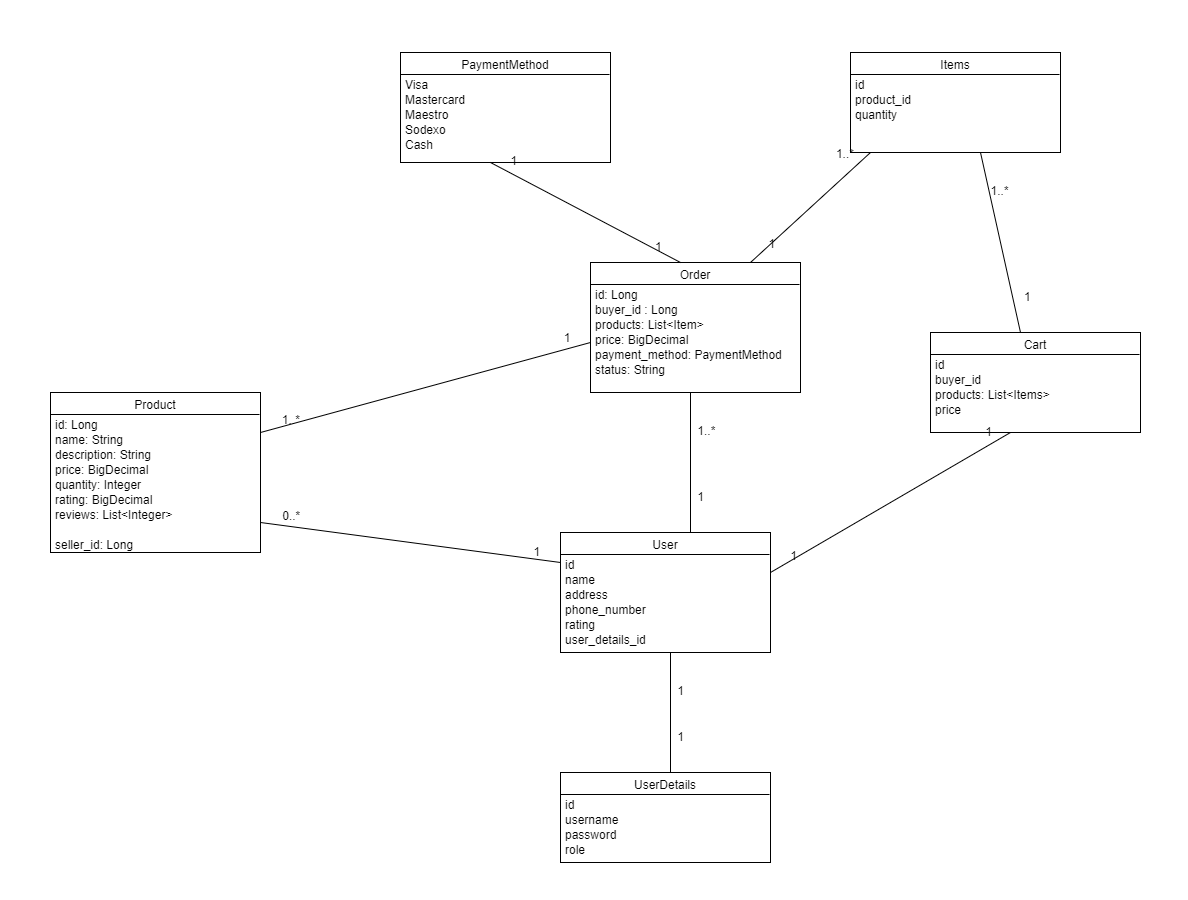 PaymentMethod
Visa
Mastercard
Maestro
Sodexo
Cash
1
1
Items
id
product_id
quantity
1..*
1
1..*
1
Order
id: Long
buyer_id : Long
products: List<Item>
price: BigDecimal
payment_method: PaymentMethod
status: String
1
1..*
1..*
1
Cart
id
buyer_id
products: List<Items>
price
1
1
Product
id: Long
name: String
description: String
price: BigDecimal
quantity: Integer
rating: BigDecimal
reviews: List<Integer>
seller_id: Long
0..*
1
User
id
name
address
phone_number
rating
user_details_id
1
1
UserDetails
id
username
password
role